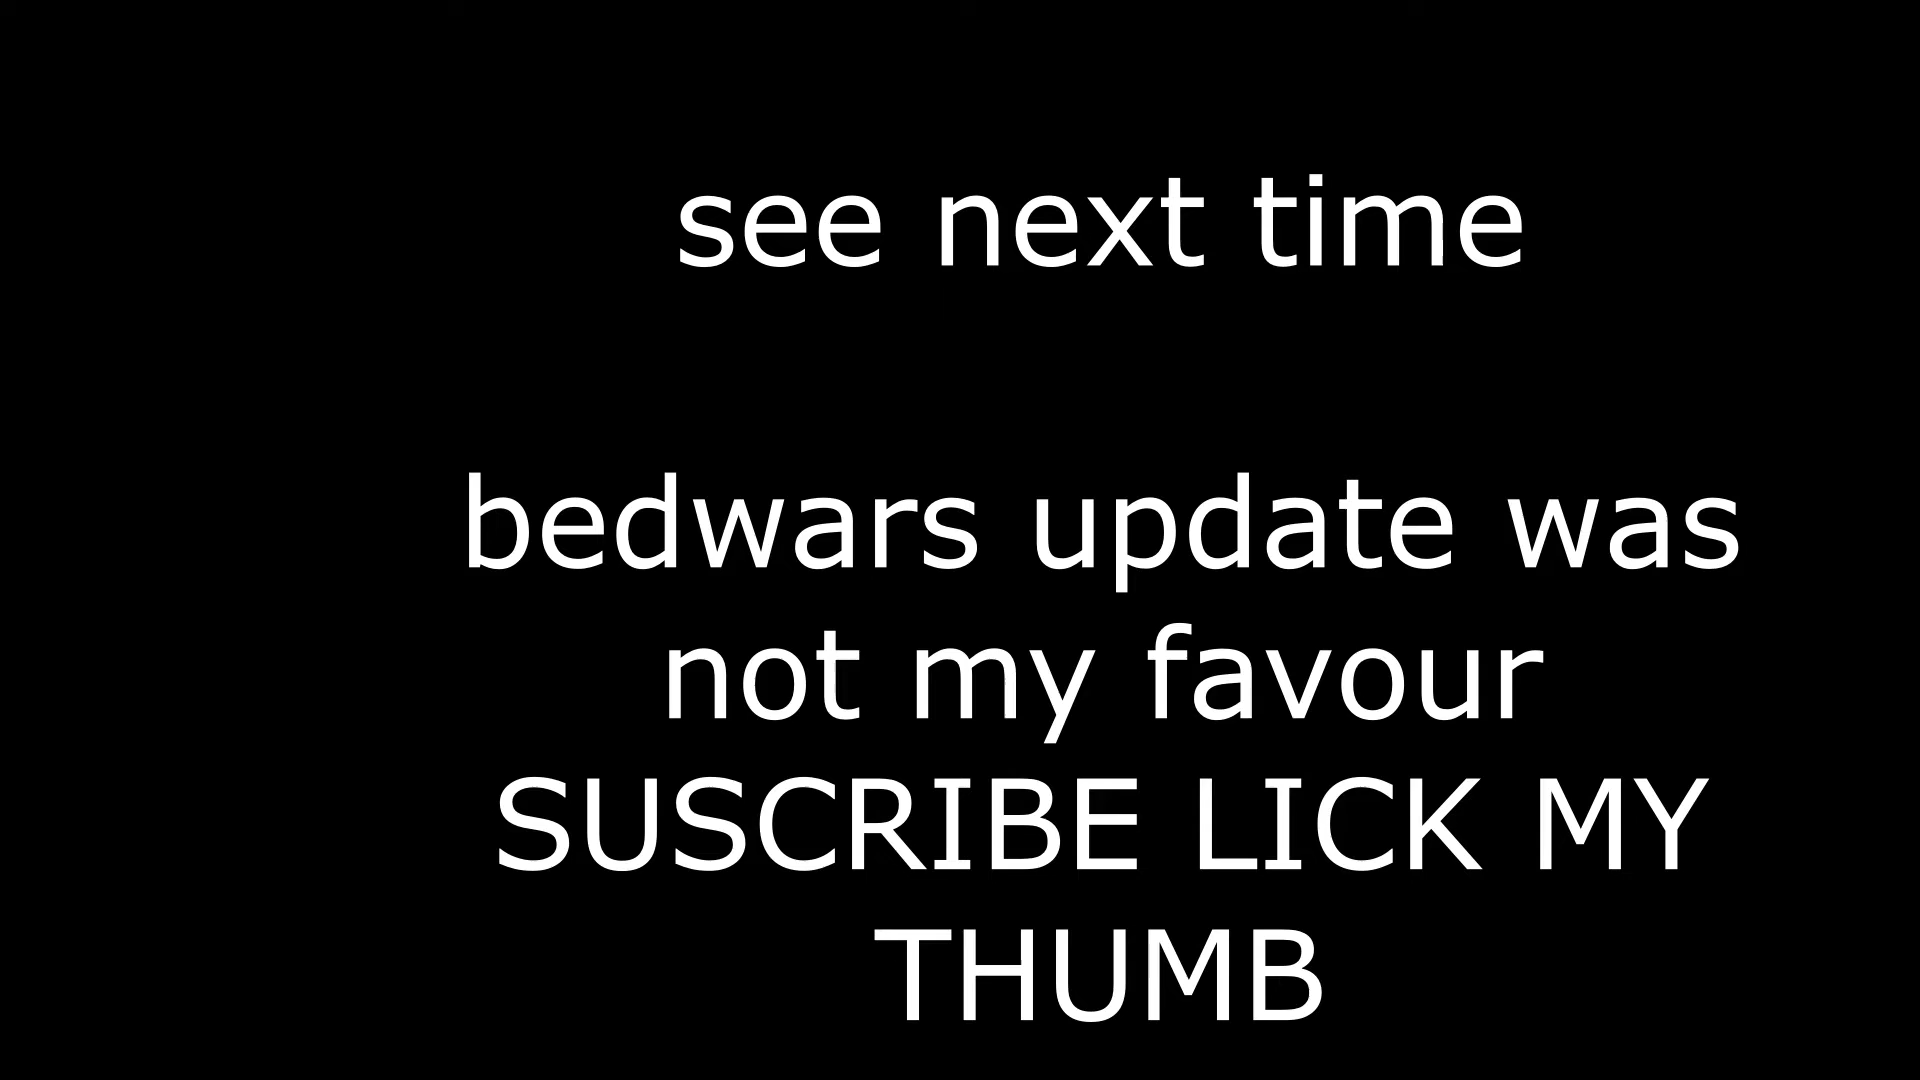 see next time
bedwars update was
not my favour
SUSCRIBE LICK MY
THUMB